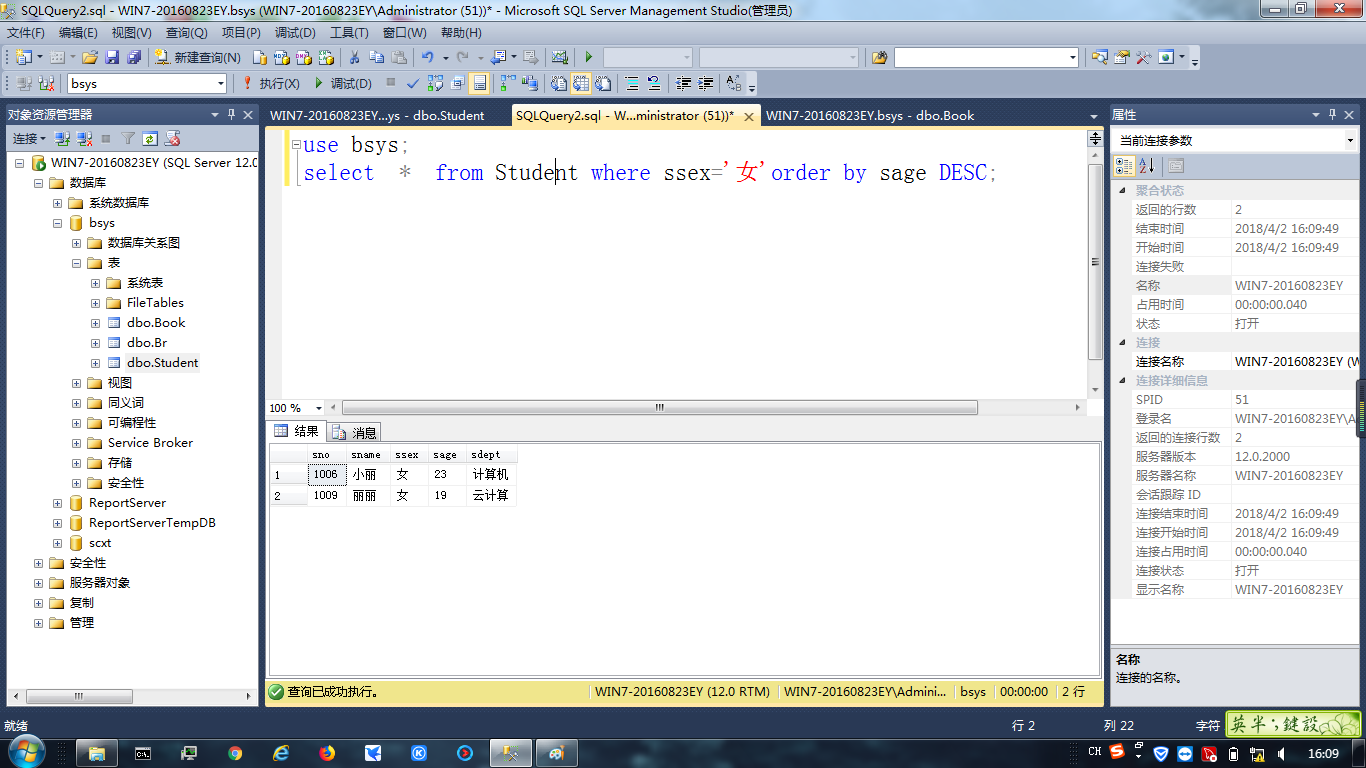 SQLQuery2.sql - WIN7-20160823EY.bsys (WIN7-20160823EY\Administrator (51))* - Microsoft SQL Server Management Studio(管理员)
文件(F) 编辑(E) 视图(V) 查询(Q) 项目(P) 调试(D) 工具(T) 窗口(W) 帮助(H)
新建查询(N)
bsys 执行(X) 调试(D)
对象资源管理器
连接
WIN7-20160823EY (SQL Server 12.0
数据库
系统数据库
bsys
数据库关系图
表
系统表
FileTables
dbo.Book
dbo.Br
dbo.Student
视图
同义词
可编程性
Service Broker
存储
安全性
ReportServer
ReportServerTempDB
scxt
安全性
服务器对象
复制
管理
WIN7-20160823EY...ys - dbo.Student SQLQuery2.sql - W...ministrator (51))* WIN7-20160823EY.bsys - dbo.Book
use bsys;
select * from Student where ssex='女'order by sage DESC;
100 %
结果 消息
sno sname ssex sage sdept
1 1006 小丽 女 23 计算机
2 1009 丽丽 女 19 云计算
查询已成功执行。 WIN7-20160823EY (12.0 RTM) WIN7-20160823EY\Admini... bsys 00:00:00 2 行
属性
当前连接参数
聚合状态
返回的行数 2
结束时间 2018/4/2 16:09:49
开始时间 2018/4/2 16:09:49
连接失败
名称 WIN7-20160823EY
占用时间 00:00:00.040
状态 打开
连接
连接名称 WIN7-20160823EY (W
连接详细信息
SPID 51
登录名 WIN7-20160823EY\A
返回的连接行数 2
服务器版本 12.0.2000
服务器名称 WIN7-20160823EY
会话跟踪 ID
连接结束时间 2018/4/2 16:09:49
连接开始时间 2018/4/2 16:09:49
连接占用时间 00:00:00.040
连接状态 打开
显示名称 WIN7-20160823EY
名称
连接的名称。
就绪 行 2 列 22 字符
英半;鍵設
CH 16:09